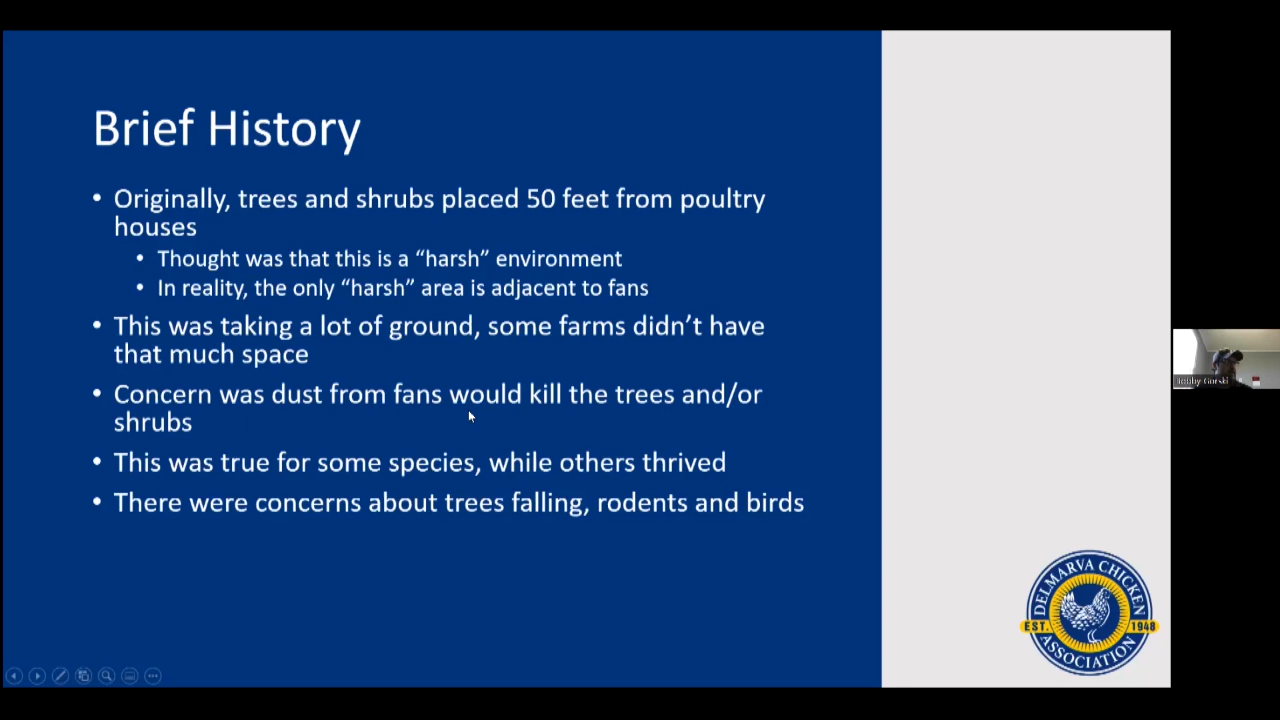 Brief History
• Originally, trees and shrubs placed 50 feet from poultry
houses
• Thought was that this is a “harsh” environment
• In reality, the only “harsh” area is adjacent to fans
• This was taking a lot of ground, some farms didn’t have
that much space
• Concern was dust from fans would kill the trees and/or
shrubs
• This was true for some species, while others thrived
• There were concerns about trees falling, rodents and birds
DELMARVA CHICKEN
EST. 1948
ASSOCIATION